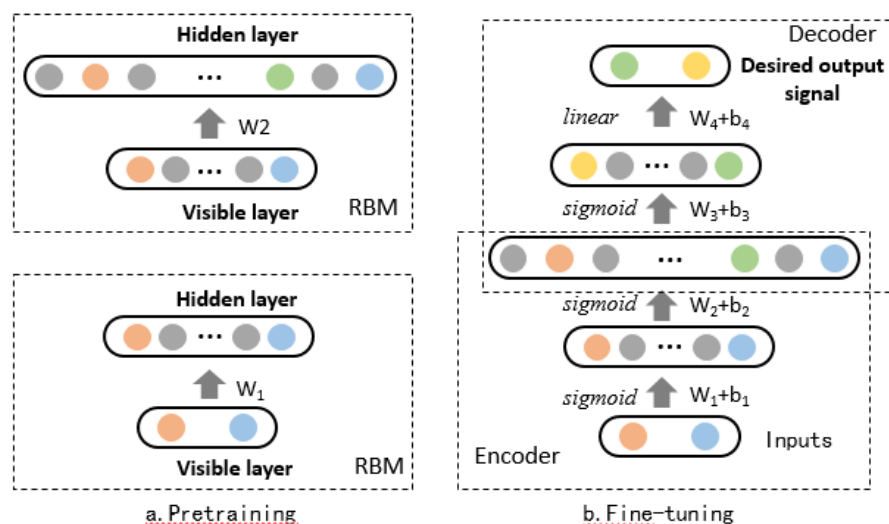 Hidden layer
...
W2
...
Visible layer
RBM
Hidden layer
...
W₁
Visible layer
RBM
a. Pretraining
Decoder
Desired output
signal
linear
W₄+b₄
...
sigmoid
W₃+b₃
...
sigmoid
W₂+b₂
...
sigmoid
W₁+b₁
Inputs
Encoder
b. Fine-tuning